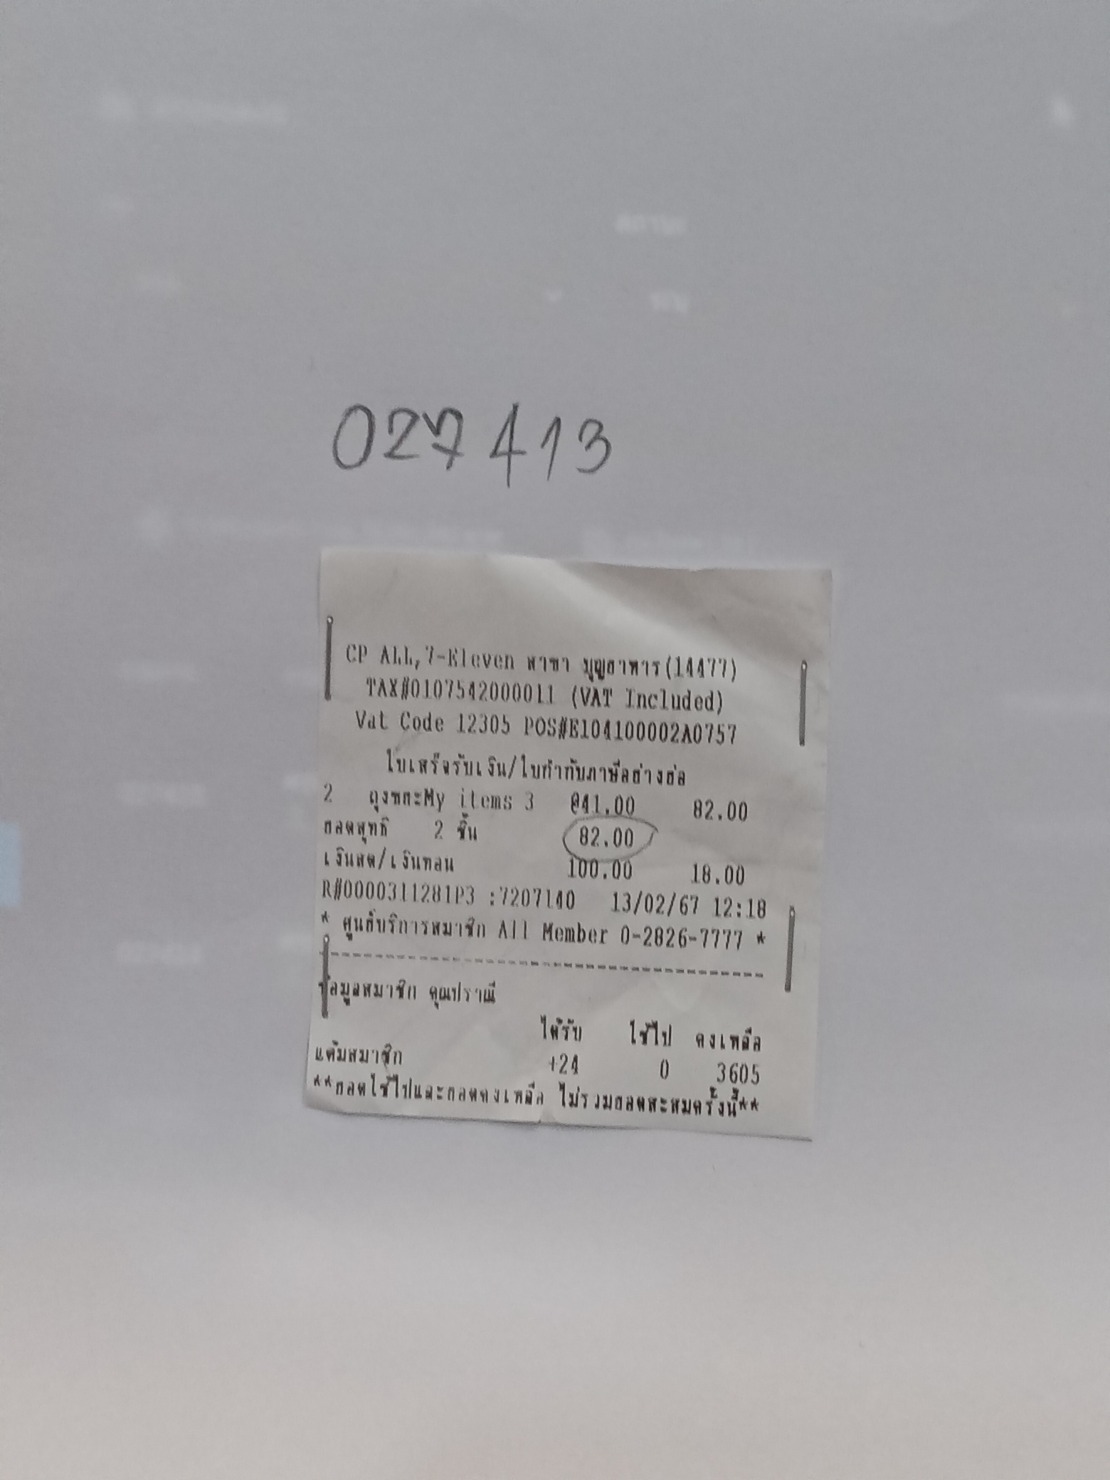 027413
CP ALL,7-Eleven สาขา บุญธาหาร(14477)
TAX#0107542000011 (VAT Included)
Vat Code 12305 POS#E104100002A0757
ใบเสร็จรับเงิน/ใบกำกับภาษีอย่างย่อ
2 ถุงขยะMy items 3 @41.00 82.00
ยอดสุทธิ 2 ชิ้น 82.00
เงินสด/เงินทอน 100.00 18.00
R#0000311281P3 :7207140 13/02/67 12:18
* ศูนย์บริการสมาชิก All Member 0-2826-7777 *
ข้อมูลสมาชิก คุณปราณี
ได้รับ ใช้ไป คงเหลือ
แต้มสมาชิก +24 0 3605
**ยอดใช้ไปและยอดคงเหลือ ไม่รวมยอดสะสมครั้งนี้**